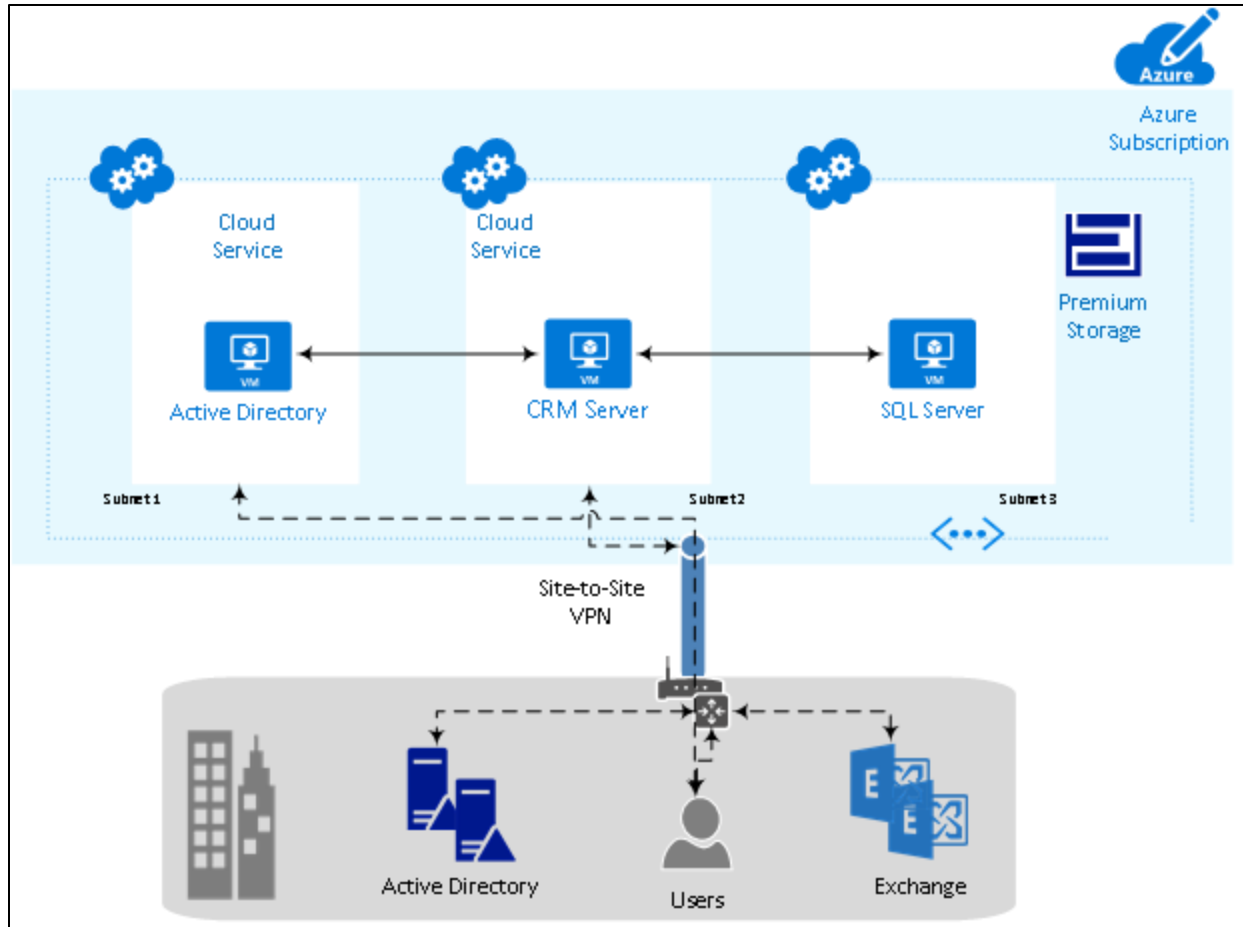 Azure
Azure
Subscription
Cloud
Service
Cloud
Service
Premium
Storage
VM
VM
VM
Active Directory
CRM Server
SQL Server
Subnet1
Subnet2
Subnet3
Site-to-Site
VPN
E
E
Active Directory
Users
Exchange